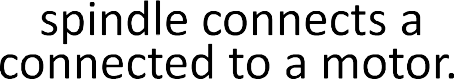 spindle connects a
connected to a motor.